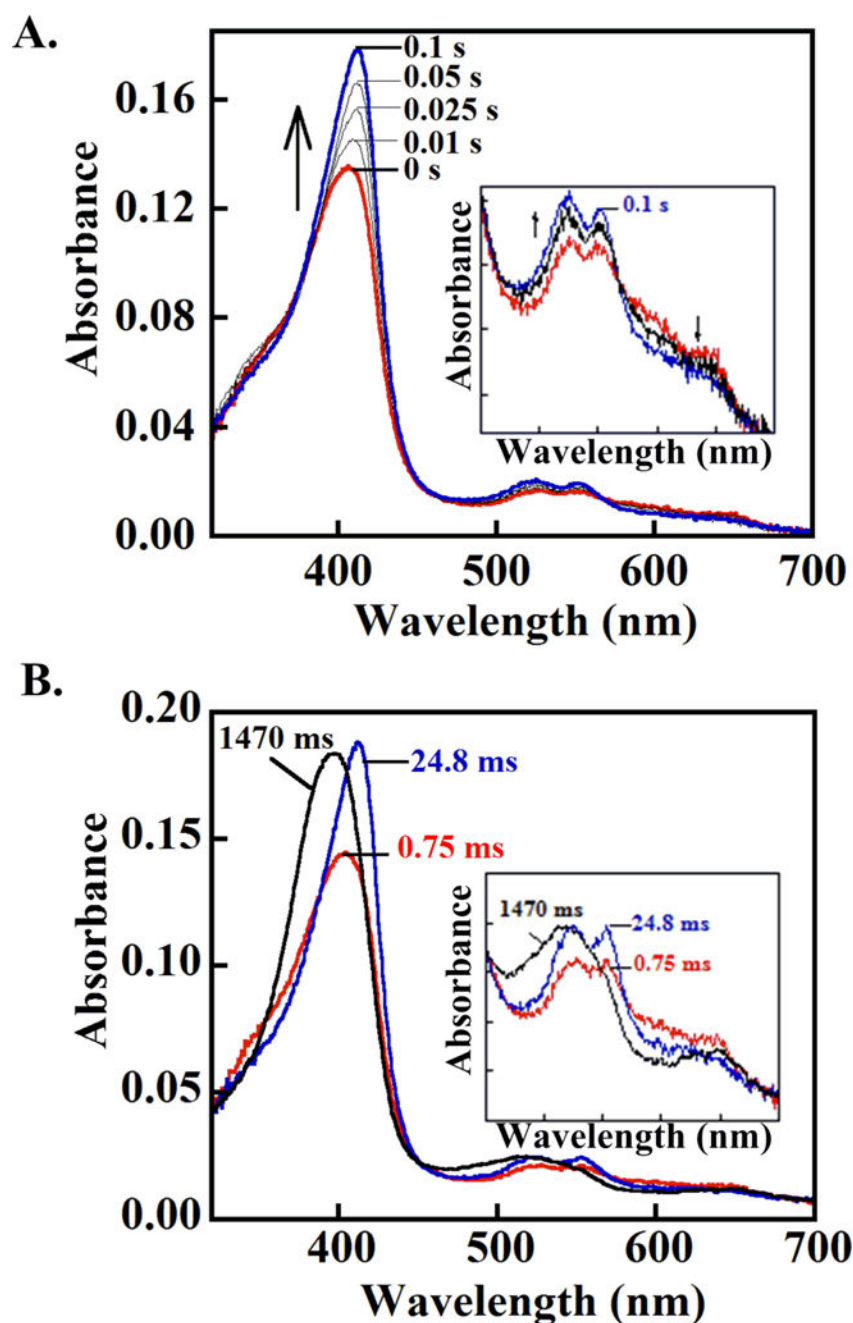 A.
0.16
0.12
0.08
0.04
0.00
Absorbance
0.1 s
0.05 s
0.025 s
0.01 s
0 s
Absorbance
0.1 s
Wavelength (nm)
400
500
600
700
Wavelength (nm)
B.
0.20
0.15
0.10
0.05
0.00
Absorbance
1470 ms
24.8 ms
0.75 ms
Absorbance
1470 ms
24.8 ms
0.75 ms
Wavelength (nm)
400
500
600
700
Wavelength (nm)